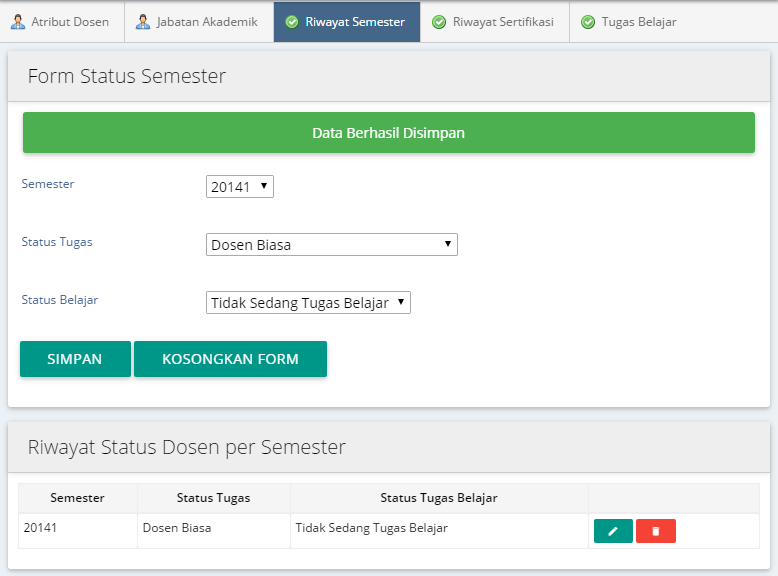 Atribut Dosen
Jabatan Akademik
Riwayat Semester
Riwayat Sertifikasi
Tugas Belajar
Form Status Semester
Data Berhasil Disimpan
Semester
20141
Status Tugas
Dosen Biasa
Status Belajar
Tidak Sedang Tugas Belajar
SIMPAN
KOSONGKAN FORM
Riwayat Status Dosen per Semester
Semester
Status Tugas
Status Tugas Belajar
20141
Dosen Biasa
Tidak Sedang Tugas Belajar